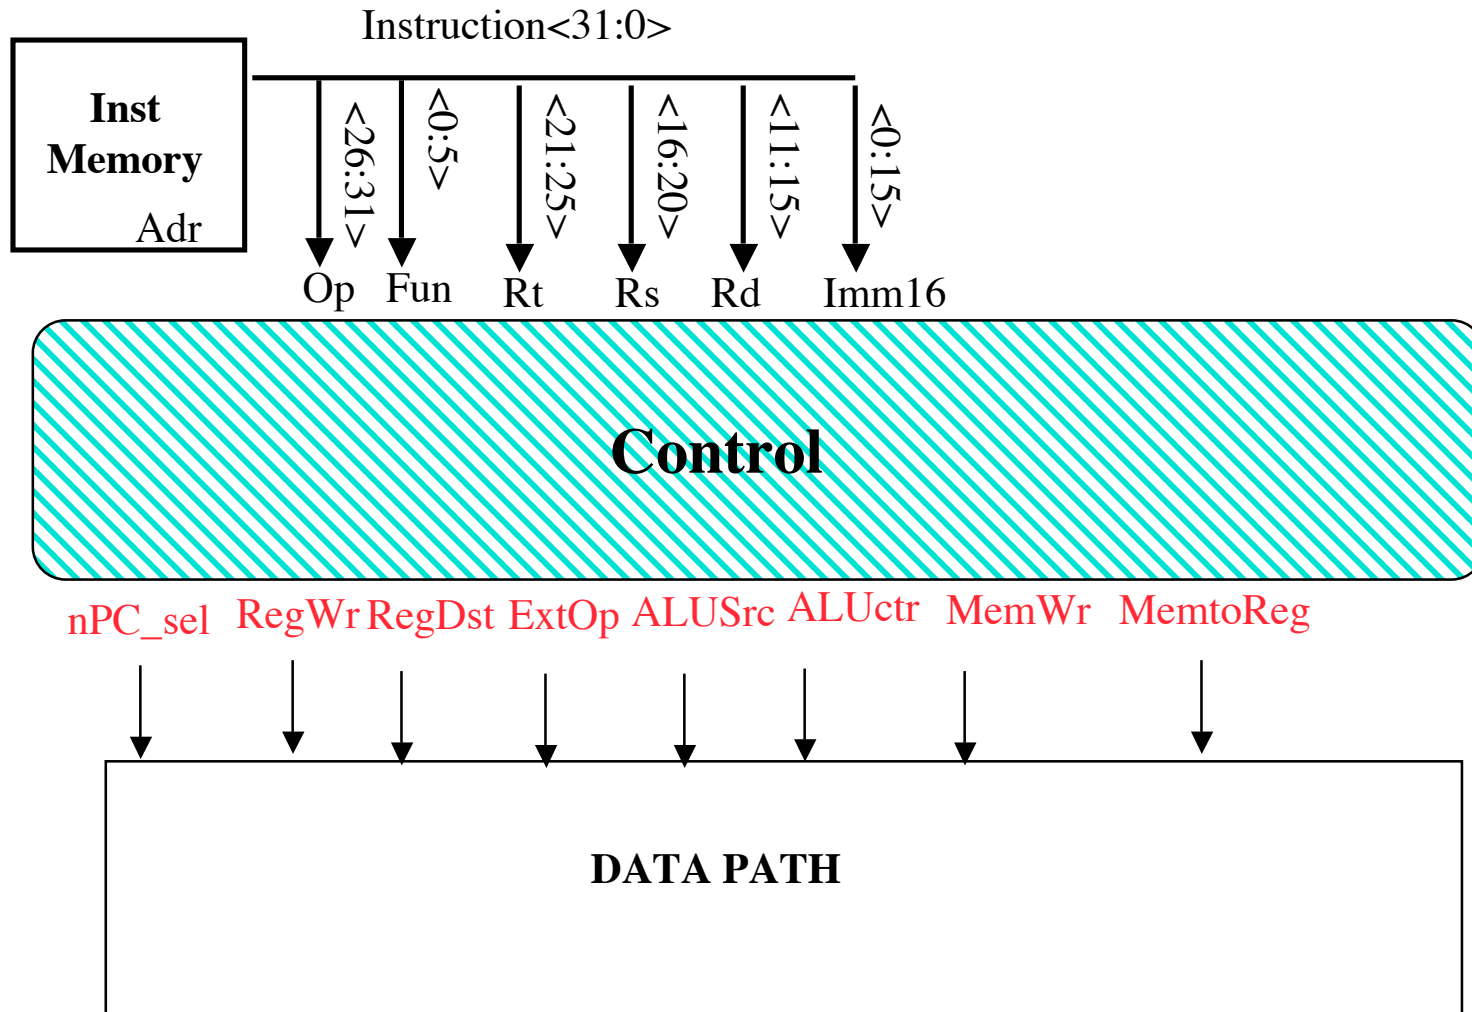 Instruction<31:0>
Inst
Memory
Adr
<26:31>
<0:5>
<21:25>
<16:20>
<11:15>
<0:15>
Op Fun Rt Rs Rd Imm16
Control
nPC_sel RegWr RegDst ExtOp ALUSrc ALUctr MemWr MemtoReg
DATA PATH